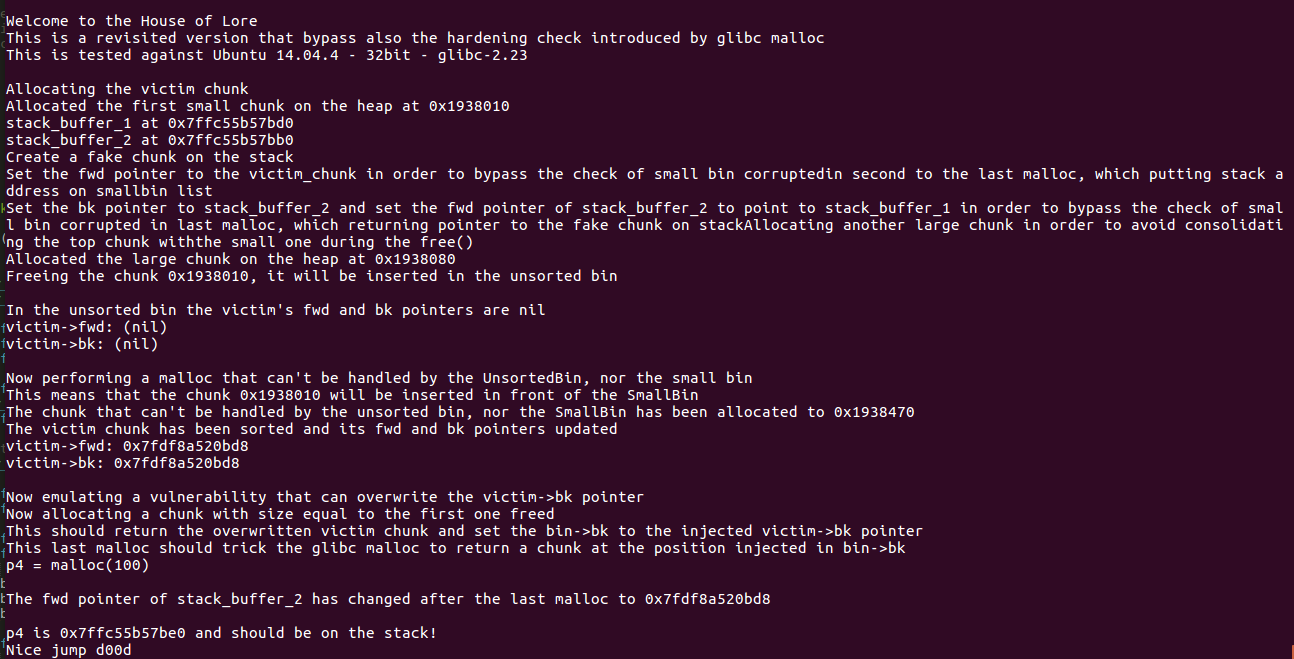 Welcome to the House of Lore
This is a revisited version that bypass also the hardening check introduced by glibc malloc
This is tested against Ubuntu 14.04.4 - 32bit - glibc-2.23
Allocating the victim chunk
Allocated the first small chunk on the heap at 0x1938010
stack_buffer_1 at 0x7ffc55b57bd0
stack_buffer_2 at 0x7ffc55b57bb0
Create a fake chunk on the stack
Set the fwd pointer to the victim_chunk in order to bypass the check of small bin corruptedin second to the last malloc, which putting stack a
ddress on smallbin list
Set the bk pointer to stack_buffer_2 and set the fwd pointer of stack_buffer_2 to point to stack_buffer_1 in order to bypass the check of smal
l bin corrupted in last malloc, which returning pointer to the fake chunk on stackAllocating another large chunk in order to avoid consolidati
ng the top chunk withthe small one during the free()
Allocated the large chunk on the heap at 0x1938080
Freeing the chunk 0x1938010, it will be inserted in the unsorted bin
In the unsorted bin the victim's fwd and bk pointers are nil
victim->fwd: (nil)
victim->bk: (nil)
Now performing a malloc that can't be handled by the UnsortedBin, nor the small bin
This means that the chunk 0x1938010 will be inserted in front of the SmallBin
The chunk that can't be handled by the unsorted bin, nor the SmallBin has been allocated to 0x1938470
The victim chunk has been sorted and its fwd and bk pointers updated
victim->fwd: 0x7fdf8a520bd8
victim->bk: 0x7fdf8a520bd8
Now emulating a vulnerability that can overwrite the victim->bk pointer
Now allocating a chunk with size equal to the first one freed
This should return the overwritten victim chunk and set the bin->bk to the injected victim->bk pointer
This last malloc should trick the glibc malloc to return a chunk at the position injected in bin->bk
p4 = malloc(100)
The fwd pointer of stack_buffer_2 has changed after the last malloc to 0x7fdf8a520bd8
p4 is 0x7ffc55b57be0 and should be on the stack!
Nice jump d00d